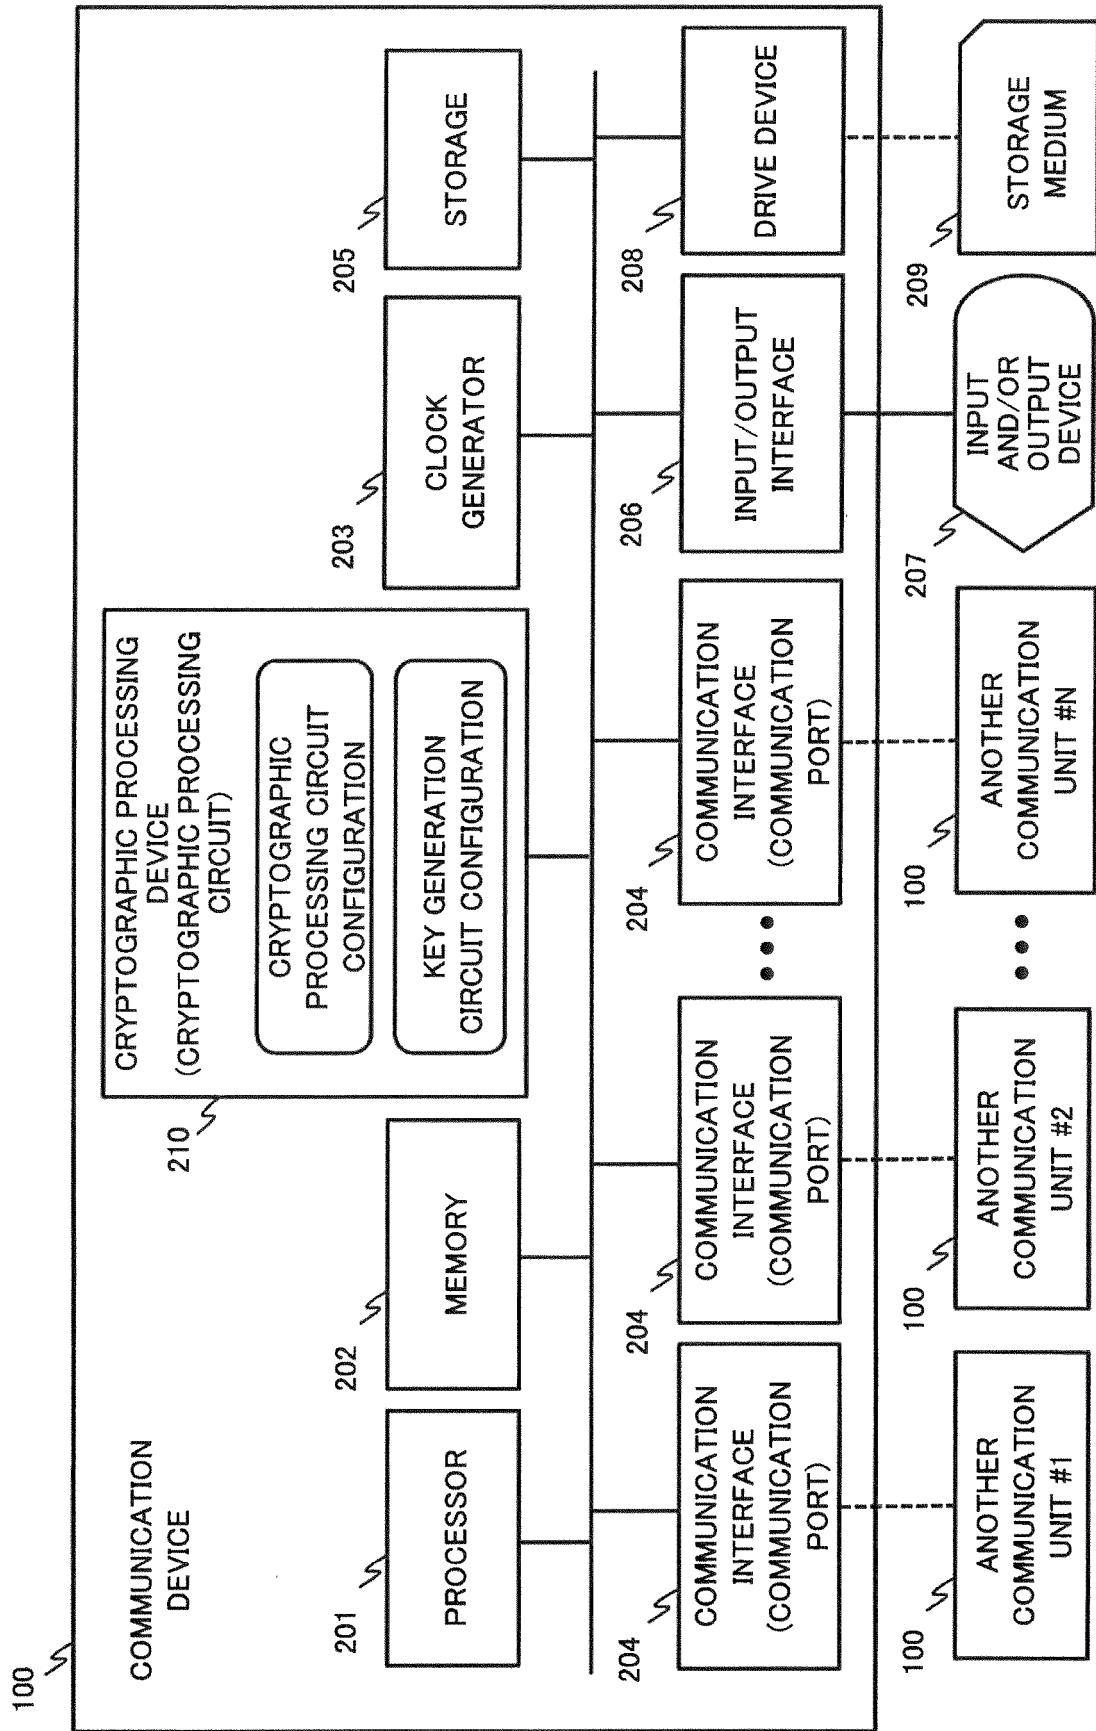 100
COMMUNICATION
DEVICE
201
PROCESSOR
202
MEMORY
210
CRYPTOGRAPHIC PROCESSING
DEVICE
(CRYPTOGRAPHIC PROCESSING
CIRCUIT)
CRYPTOGRAPHIC
PROCESSING CIRCUIT
CONFIGURATION
KEY GENERATION
CIRCUIT CONFIGURATION
203
CLOCK
GENERATOR
205
STORAGE
204
COMMUNICATION
INTERFACE
(COMMUNICATION
PORT)
204
COMMUNICATION
INTERFACE
(COMMUNICATION
PORT)
204
COMMUNICATION
INTERFACE
(COMMUNICATION
PORT)
206
INPUT/OUTPUT
INTERFACE
208
DRIVE DEVICE
100
ANOTHER
COMMUNICATION
UNIT #1
100
ANOTHER
COMMUNICATION
UNIT #2
100
ANOTHER
COMMUNICATION
UNIT #N
207
INPUT
AND/OR
OUTPUT
DEVICE
209
STORAGE
MEDIUM